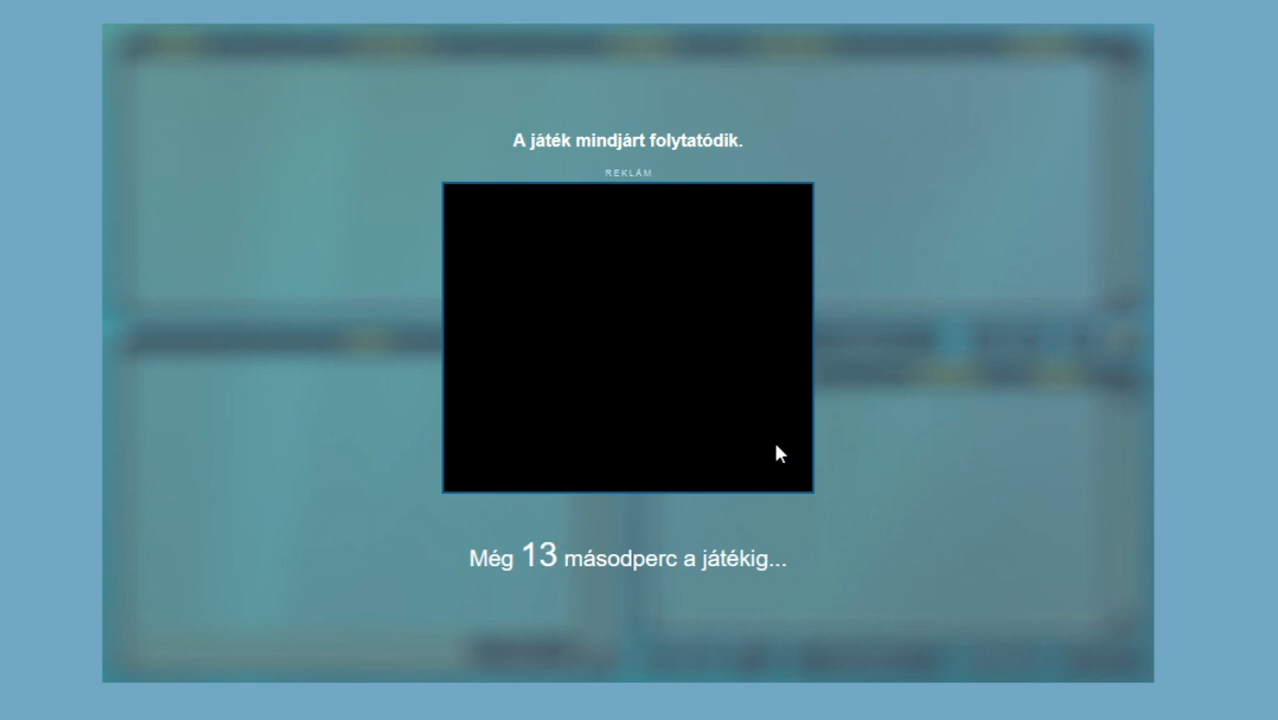 A játék mindjárt folytatódik.
REKLÁM
Még 13 másodperc a játékig...